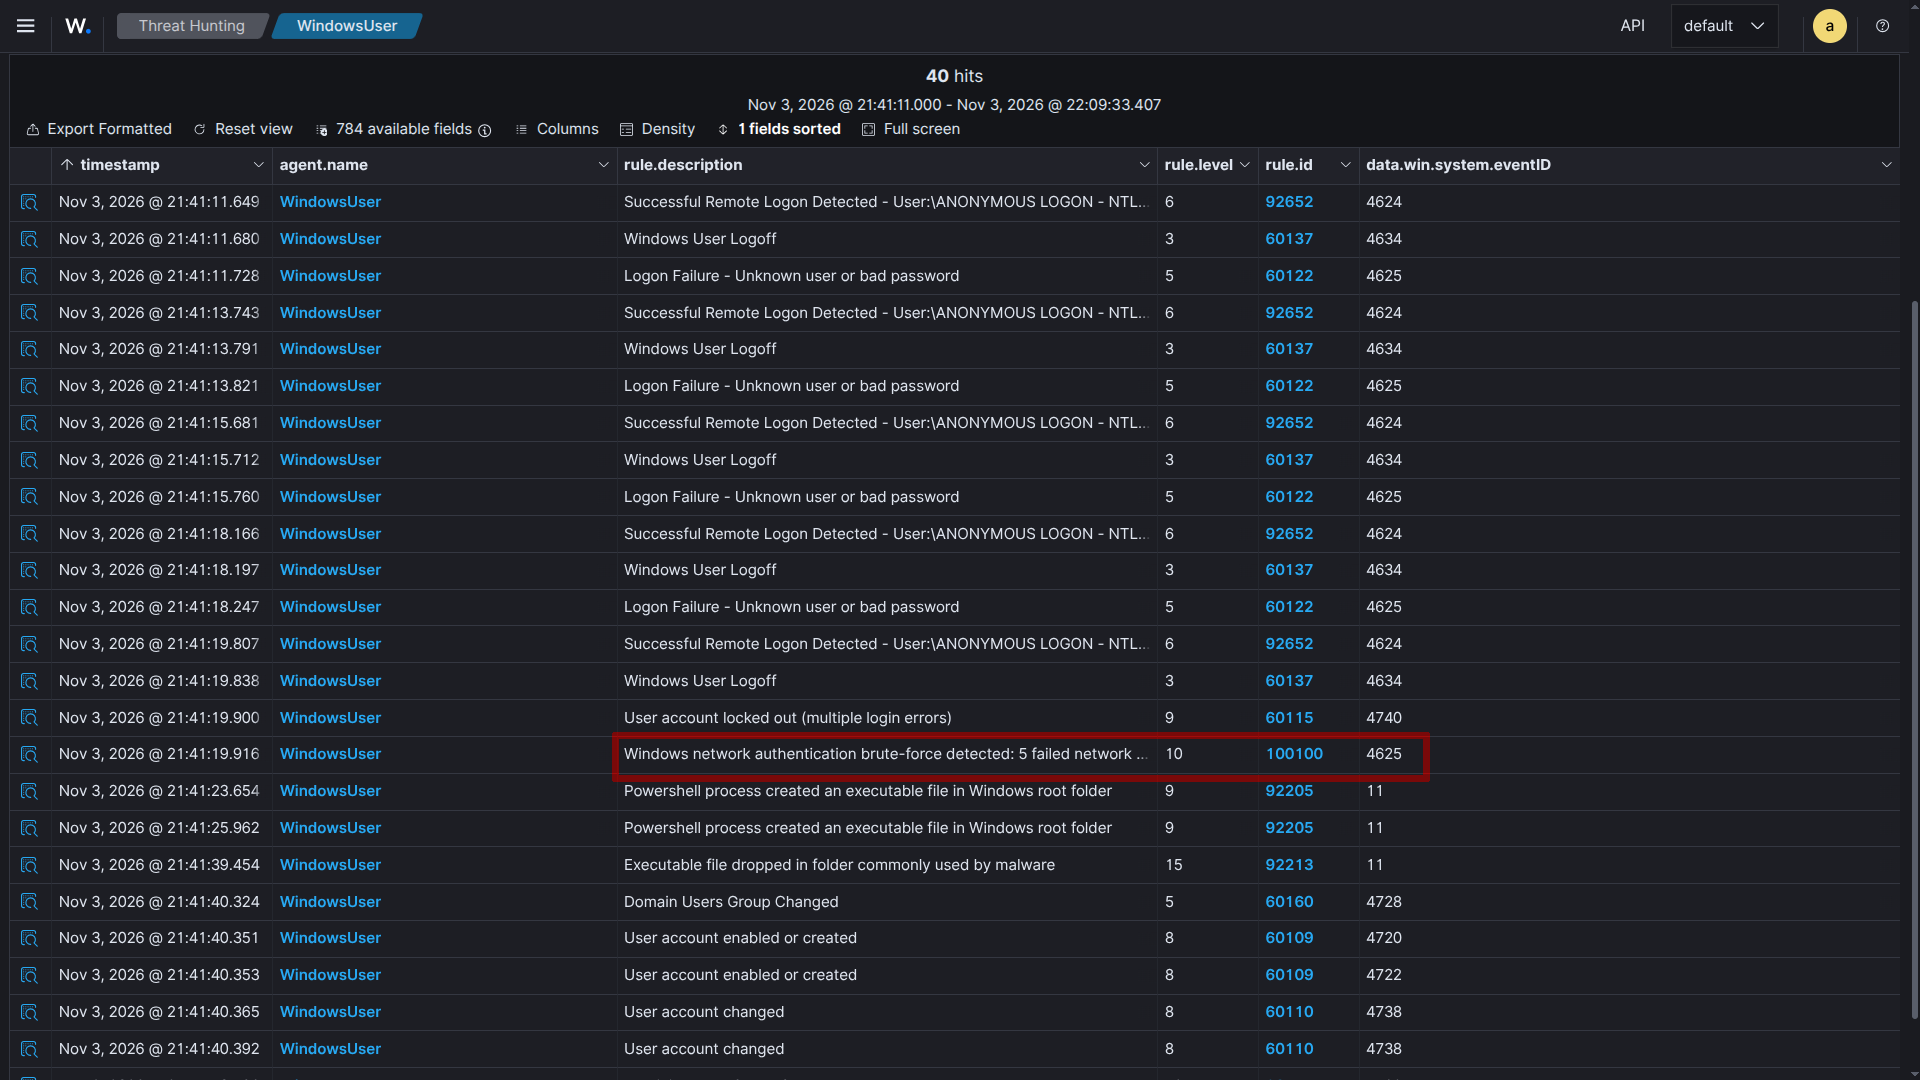 W.
Threat Hunting
WindowsUser
API
default
a
40 hits
Nov 3, 2026 @ 21:41:11.000 - Nov 3, 2026 @ 22:09:33.407
Export Formatted Reset view 784 available fields Columns Density 1 fields sorted Full screen
timestamp agent.name rule.description rule.level rule.id data.win.system.eventID
Nov 3, 2026 @ 21:41:11.649 WindowsUser Successful Remote Logon Detected - User:\ANONYMOUS LOGON - NTL... 6 92652 4624
Nov 3, 2026 @ 21:41:11.680 WindowsUser Windows User Logoff 3 60137 4634
Nov 3, 2026 @ 21:41:11.728 WindowsUser Logon Failure - Unknown user or bad password 5 60122 4625
Nov 3, 2026 @ 21:41:13.743 WindowsUser Successful Remote Logon Detected - User:\ANONYMOUS LOGON - NTL... 6 92652 4624
Nov 3, 2026 @ 21:41:13.791 WindowsUser Windows User Logoff 3 60137 4634
Nov 3, 2026 @ 21:41:13.821 WindowsUser Logon Failure - Unknown user or bad password 5 60122 4625
Nov 3, 2026 @ 21:41:15.681 WindowsUser Successful Remote Logon Detected - User:\ANONYMOUS LOGON - NTL... 6 92652 4624
Nov 3, 2026 @ 21:41:15.712 WindowsUser Windows User Logoff 3 60137 4634
Nov 3, 2026 @ 21:41:15.760 WindowsUser Logon Failure - Unknown user or bad password 5 60122 4625
Nov 3, 2026 @ 21:41:18.166 WindowsUser Successful Remote Logon Detected - User:\ANONYMOUS LOGON - NTL... 6 92652 4624
Nov 3, 2026 @ 21:41:18.197 WindowsUser Windows User Logoff 3 60137 4634
Nov 3, 2026 @ 21:41:18.247 WindowsUser Logon Failure - Unknown user or bad password 5 60122 4625
Nov 3, 2026 @ 21:41:19.807 WindowsUser Successful Remote Logon Detected - User:\ANONYMOUS LOGON - NTL... 6 92652 4624
Nov 3, 2026 @ 21:41:19.838 WindowsUser Windows User Logoff 3 60137 4634
Nov 3, 2026 @ 21:41:19.900 WindowsUser User account locked out (multiple login errors) 9 60115 4740
Nov 3, 2026 @ 21:41:19.916 WindowsUser Windows network authentication brute-force detected: 5 failed network ... 10 100100 4625
Nov 3, 2026 @ 21:41:23.654 WindowsUser Powershell process created an executable file in Windows root folder 9 92205 11
Nov 3, 2026 @ 21:41:25.962 WindowsUser Powershell process created an executable file in Windows root folder 9 92205 11
Nov 3, 2026 @ 21:41:39.454 WindowsUser Executable file dropped in folder commonly used by malware 15 92213 11
Nov 3, 2026 @ 21:41:40.324 WindowsUser Domain Users Group Changed 5 60160 4728
Nov 3, 2026 @ 21:41:40.351 WindowsUser User account enabled or created 8 60109 4720
Nov 3, 2026 @ 21:41:40.353 WindowsUser User account enabled or created 8 60109 4722
Nov 3, 2026 @ 21:41:40.365 WindowsUser User account changed 8 60110 4738
Nov 3, 2026 @ 21:41:40.392 WindowsUser User account changed 8 60110 4738